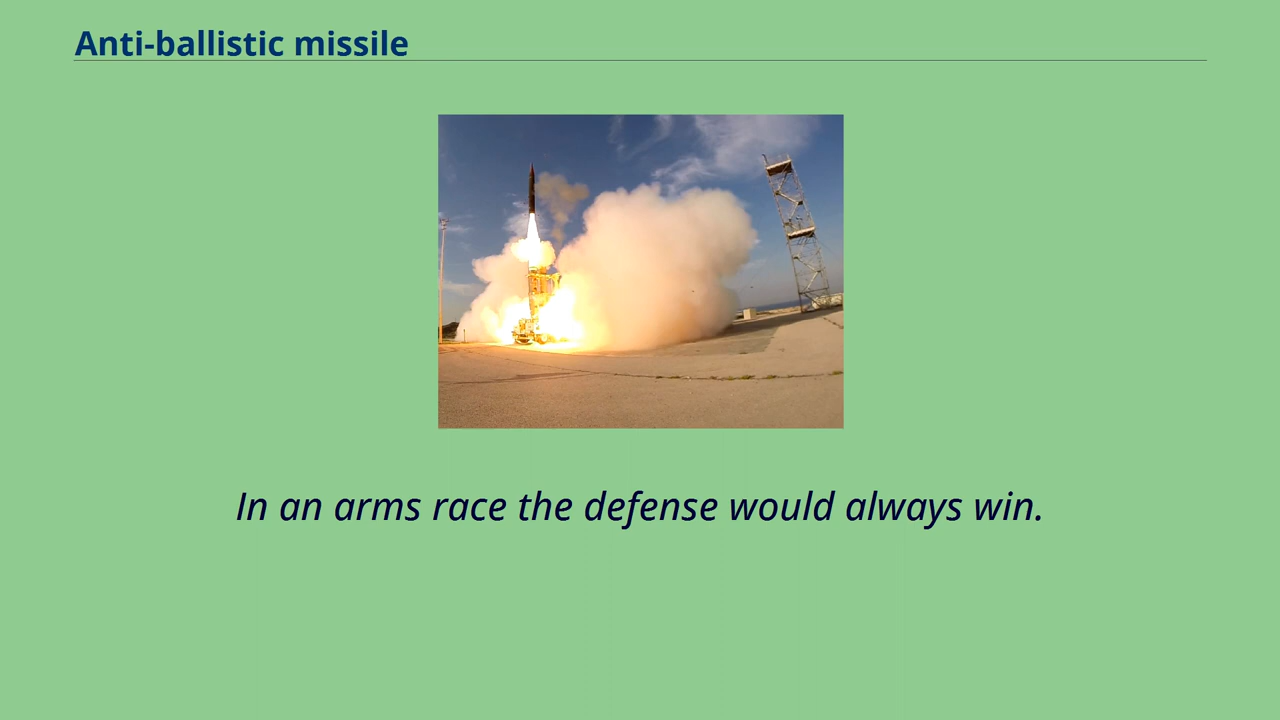 Anti-ballistic missile
In an arms race the defense would always win.